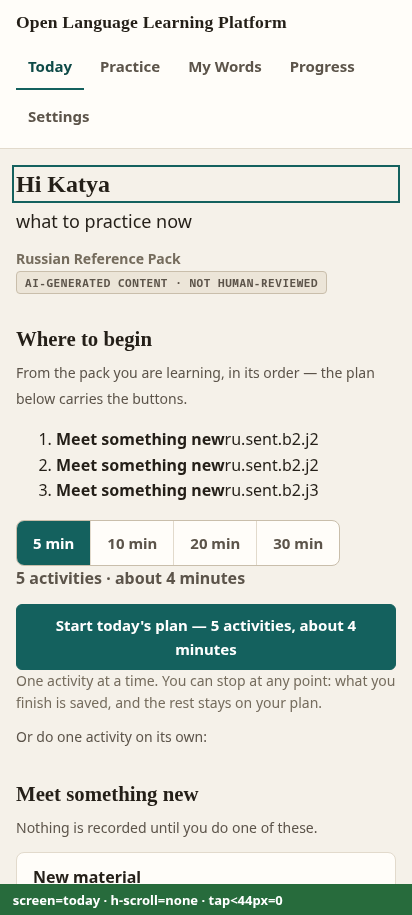 Open Language Learning Platform
Today Practice My Words Progress
Settings
Hi Katya
what to practice now
Russian Reference Pack
AI-GENERATED CONTENT · NOT HUMAN-REVIEWED
Where to begin
From the pack you are learning, in its order — the plan
below carries the buttons.
1. Meet something newru.sent.b2.j2
2. Meet something newru.sent.b2.j2
3. Meet something newru.sent.b2.j3
5 min 10 min 20 min 30 min
5 activities · about 4 minutes
Start today's plan — 5 activities, about 4
minutes
One activity at a time. You can stop at any point: what you
finish is saved, and the rest stays on your plan.
Or do one activity on its own:
Meet something new
Nothing is recorded until you do one of these.
New material
screen=today · h-scroll=none · tap<44px=0